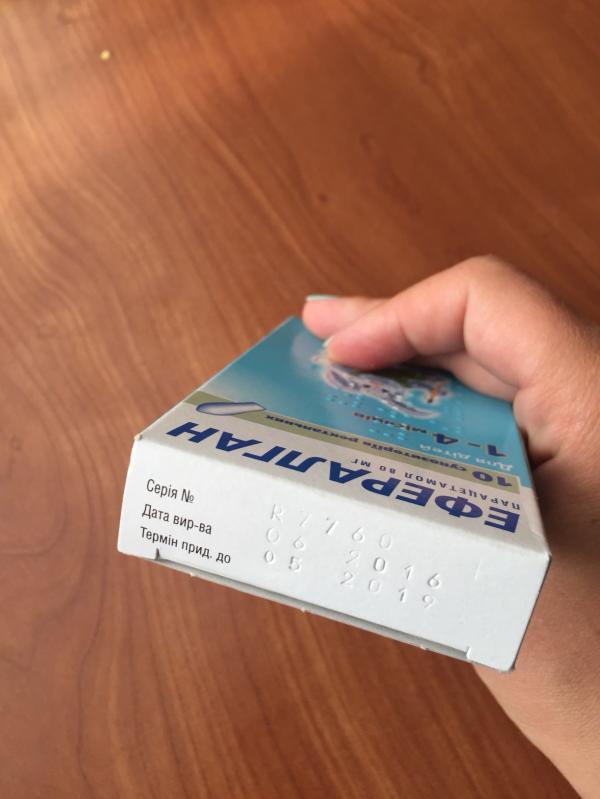 Для дітей
1-4 місяців
10 супозиторіїв ректальних
ПАРАЦЕТАМОЛ 80 МГ
ЕФЕРАЛГАН
Серія № R7760
Дата вир-ва 06 2016
Термін прид. до 05 2019